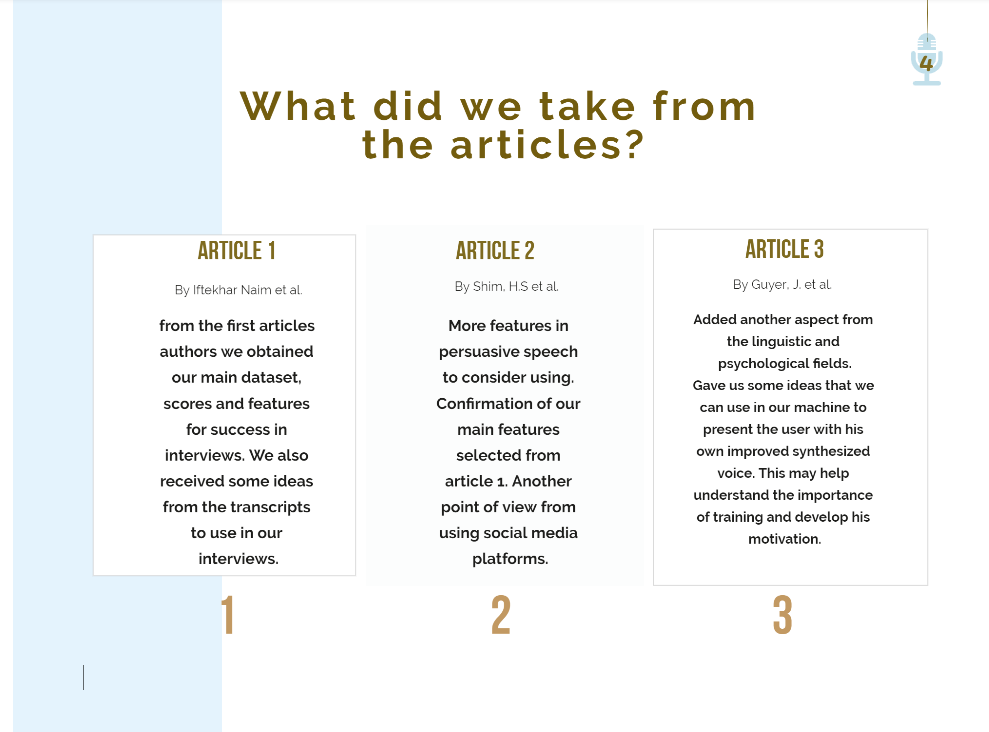 4
What did we take from
the articles?
ARTICLE 1
By Iftekhar Naim et al.
from the first articles
authors we obtained
our main dataset,
scores and features
for success in
interviews. We also
received some ideas
from the transcripts
to use in our
interviews.
1
ARTICLE 2
By Shim, H.S et al.
More features in
persuasive speech
to consider using.
Confirmation of our
main features
selected from
article 1. Another
point of view from
using social media
platforms.
2
ARTICLE 3
By Guyer, J. et al.
Added another aspect from
the linguistic and
psychological fields.
Gave us some ideas that we
can use in our machine to
present the user with his
own improved synthesized
voice. This may help
understand the importance
of training and develop his
motivation.
3